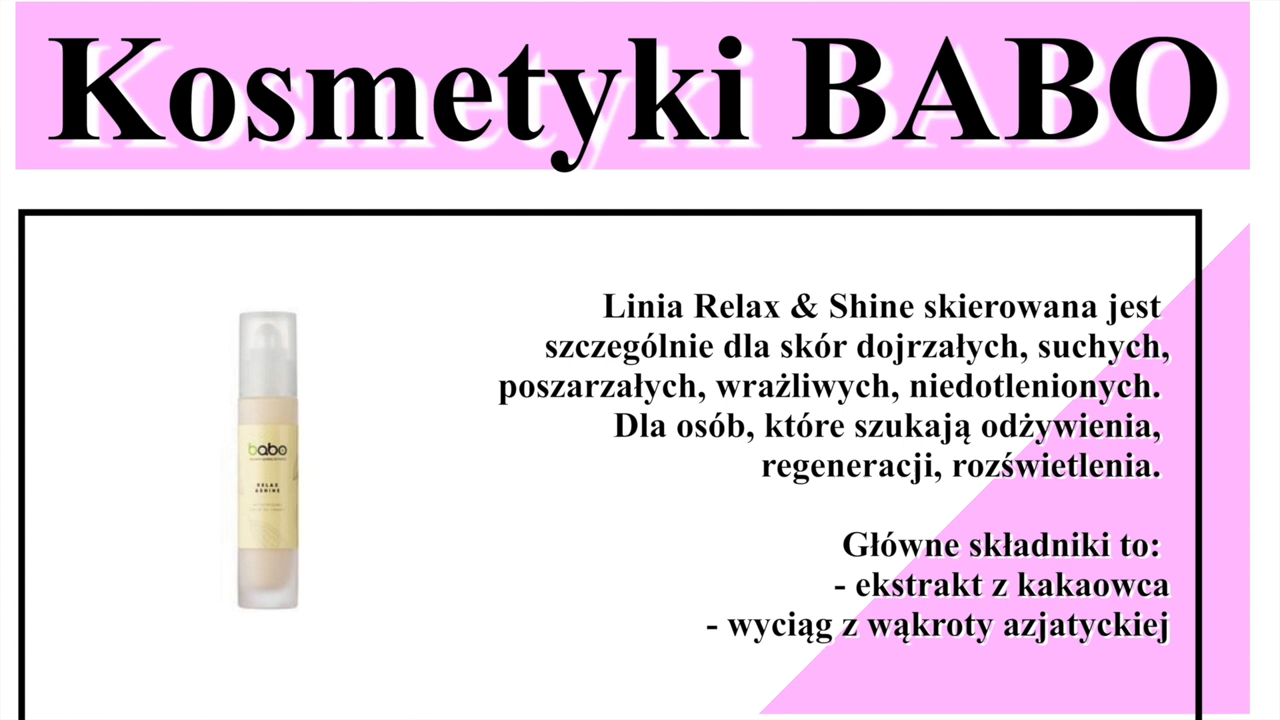 Kosmetyki BABO
Linia Relax & Shine skierowana jest
szczególnie dla skór dojrzałych, suchych,
poszarzałych, wrażliwych, niedotlenionych.
Dla osób, które szukają odżywienia,
regeneracji, rozświetlenia.
Główne składniki to:
- ekstrakt z kakaowca
- wyciąg z wąkroty azjatyckiej
babo
RELAX
&SHINE